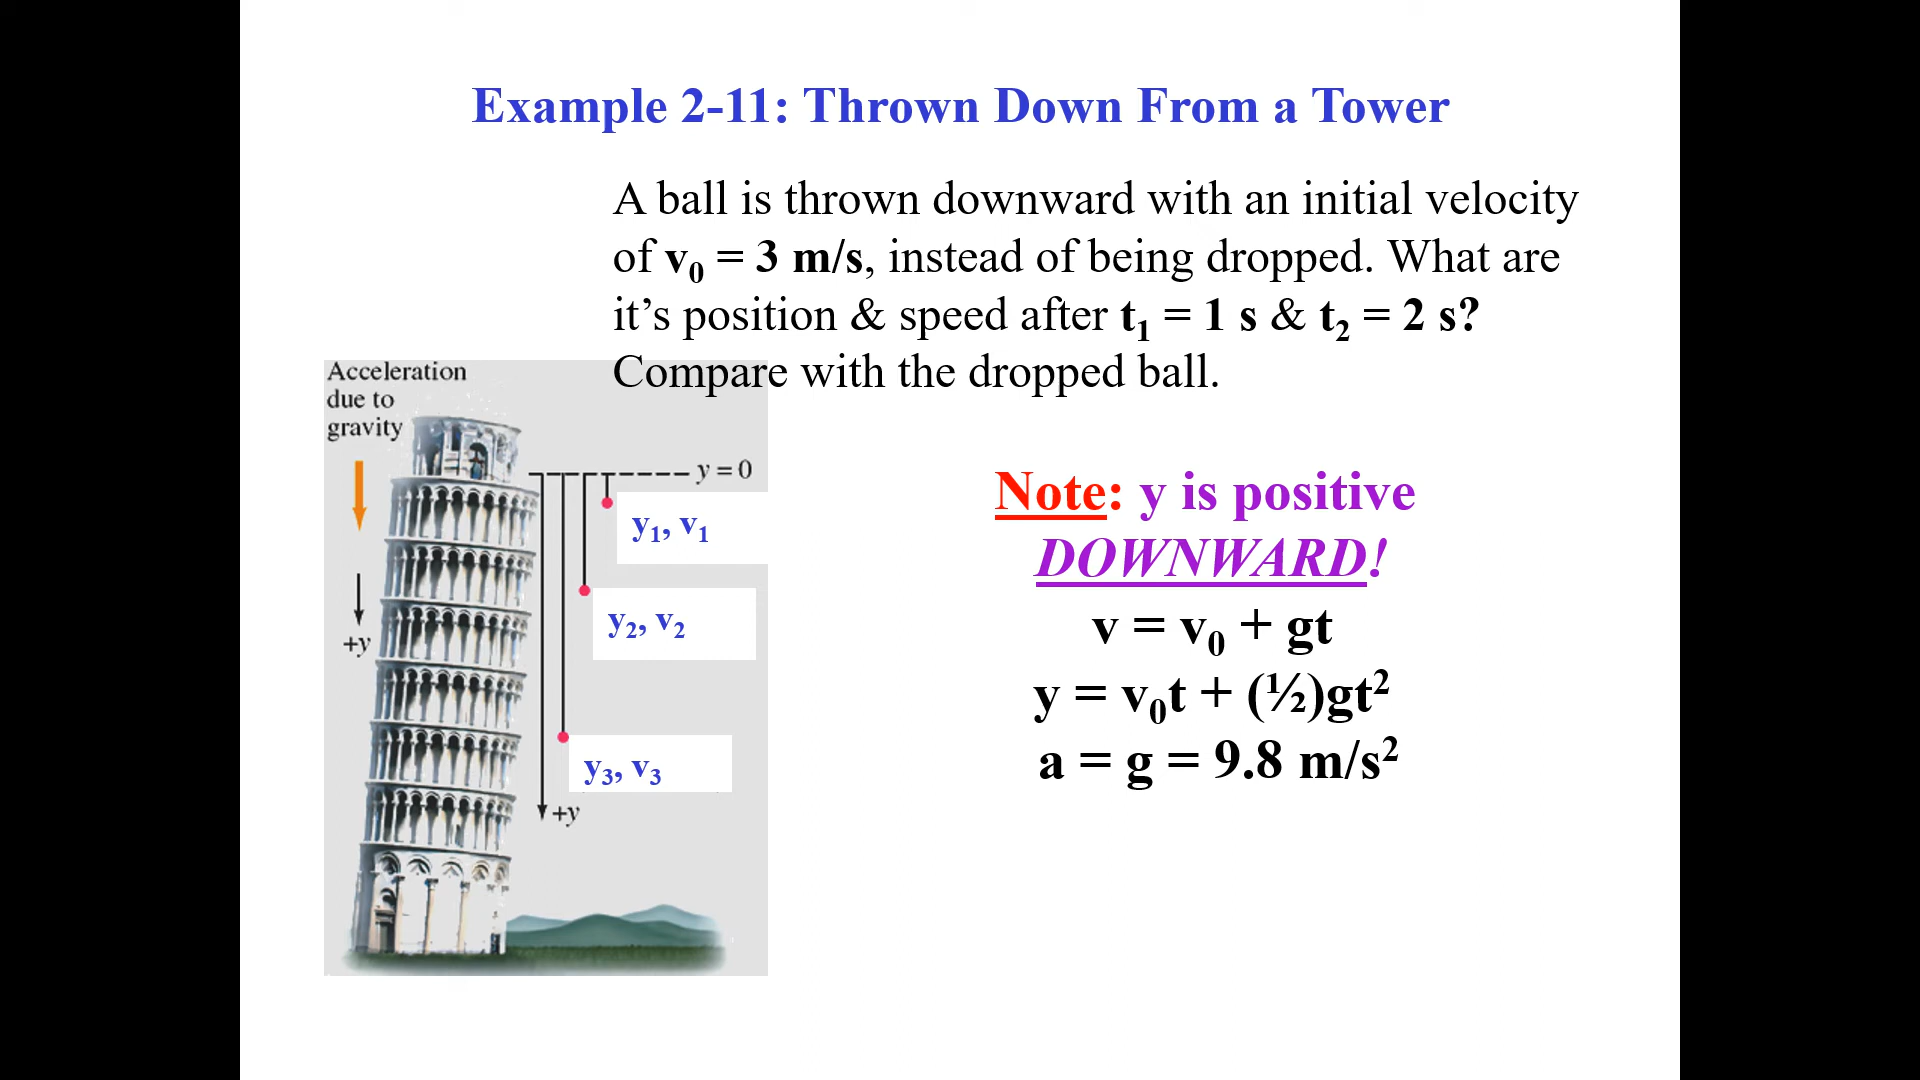 Example 2-11: Thrown Down From a Tower
A ball is thrown downward with an initial velocity
of v₀ = 3 m/s, instead of being dropped. What are
it’s position & speed after t₁ = 1 s & t₂ = 2 s?
Compare with the dropped ball.
Acceleration
due to
gravity
+y
y = 0
y₁, v₁
y₂, v₂
y₃, v₃
+y
Note: y is positive
DOWNWARD!
v = v₀ + gt
y = v₀t + (½)gt²
a = g = 9.8 m/s²